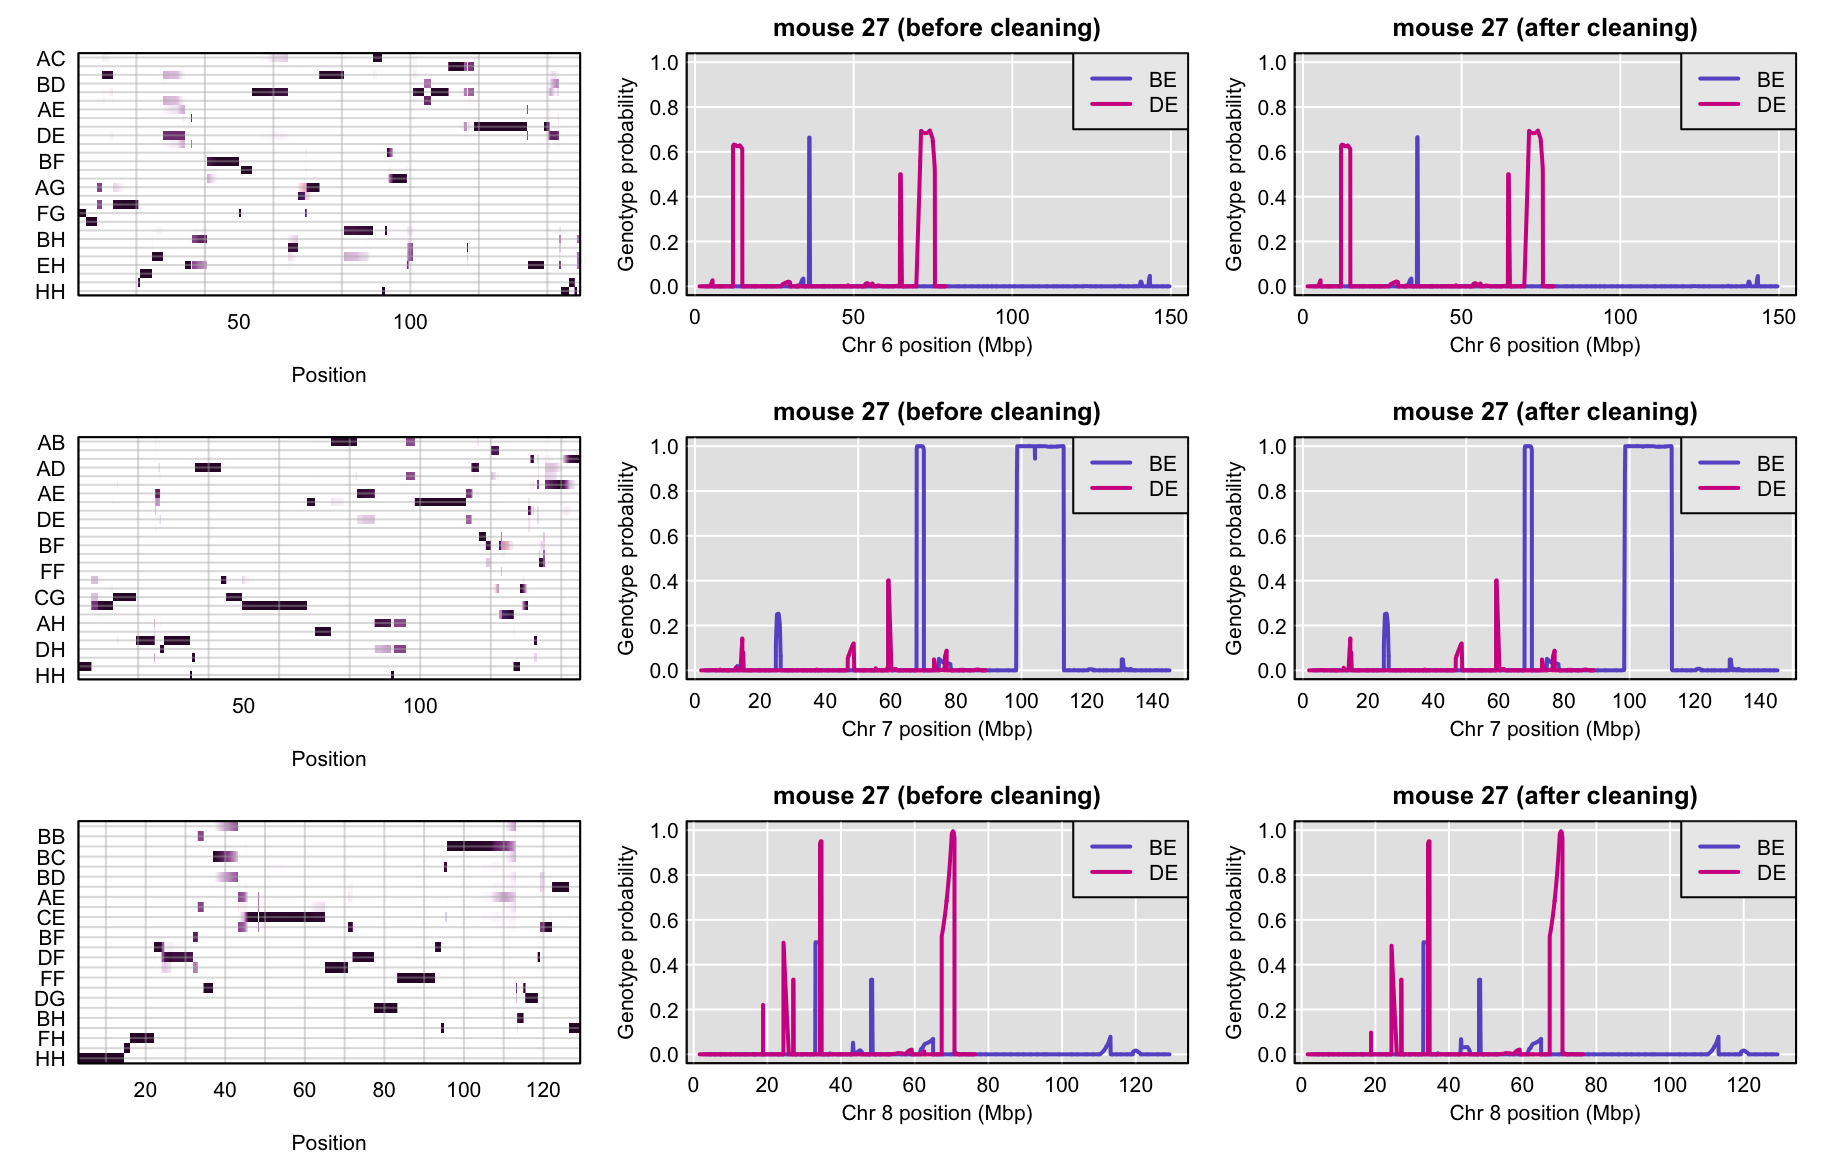 AC
BD
AE
DE
BF
AG
FG
BH
EH
HH
50 100
Position
mouse 27 (before cleaning)
Genotype probability
1.0
0.8
0.6
0.4
0.2
0.0
BE
DE
0 50 100 150
Chr 6 position (Mbp)
mouse 27 (after cleaning)
Genotype probability
1.0
0.8
0.6
0.4
0.2
0.0
BE
DE
0 50 100 150
Chr 6 position (Mbp)
AB
AD
AE
DE
BF
FF
CG
AH
DH
HH
50 100
Position
mouse 27 (before cleaning)
Genotype probability
1.0
0.8
0.6
0.4
0.2
0.0
BE
DE
0 20 40 60 80 100 120 140
Chr 7 position (Mbp)
mouse 27 (after cleaning)
Genotype probability
1.0
0.8
0.6
0.4
0.2
0.0
BE
DE
0 20 40 60 80 100 120 140
Chr 7 position (Mbp)
BB
BC
BD
AE
CE
BF
DF
FF
DG
BH
FH
HH
20 40 60 80 100 120
Position
mouse 27 (before cleaning)
Genotype probability
1.0
0.8
0.6
0.4
0.2
0.0
BE
DE
0 20 40 60 80 100 120
Chr 8 position (Mbp)
mouse 27 (after cleaning)
Genotype probability
1.0
0.8
0.6
0.4
0.2
0.0
BE
DE
0 20 40 60 80 100 120
Chr 8 position (Mbp)